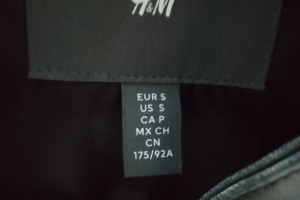 H&M
EUR S
US S
CA P
MX CH
CN
175/92A